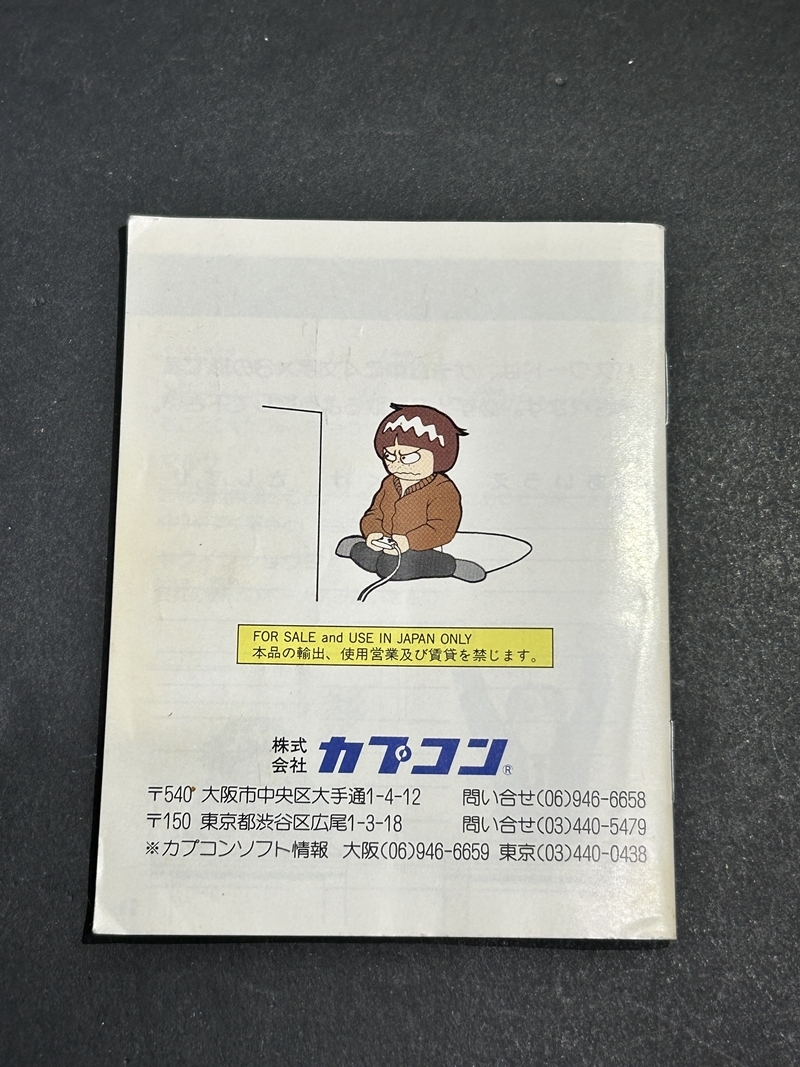 FOR SALE and USE IN JAPAN ONLY
本品の輸出、使用営業及び賃貸を禁じます。
株式会社 カプコン®
〒540 大阪市中央区大手通1-4-12 問い合せ(06)946-6658
〒150 東京都渋谷区広尾1-3-18 問い合せ(03)440-5479
※カプコンソフト情報 大阪(06)946-6659 東京(03)440-0438